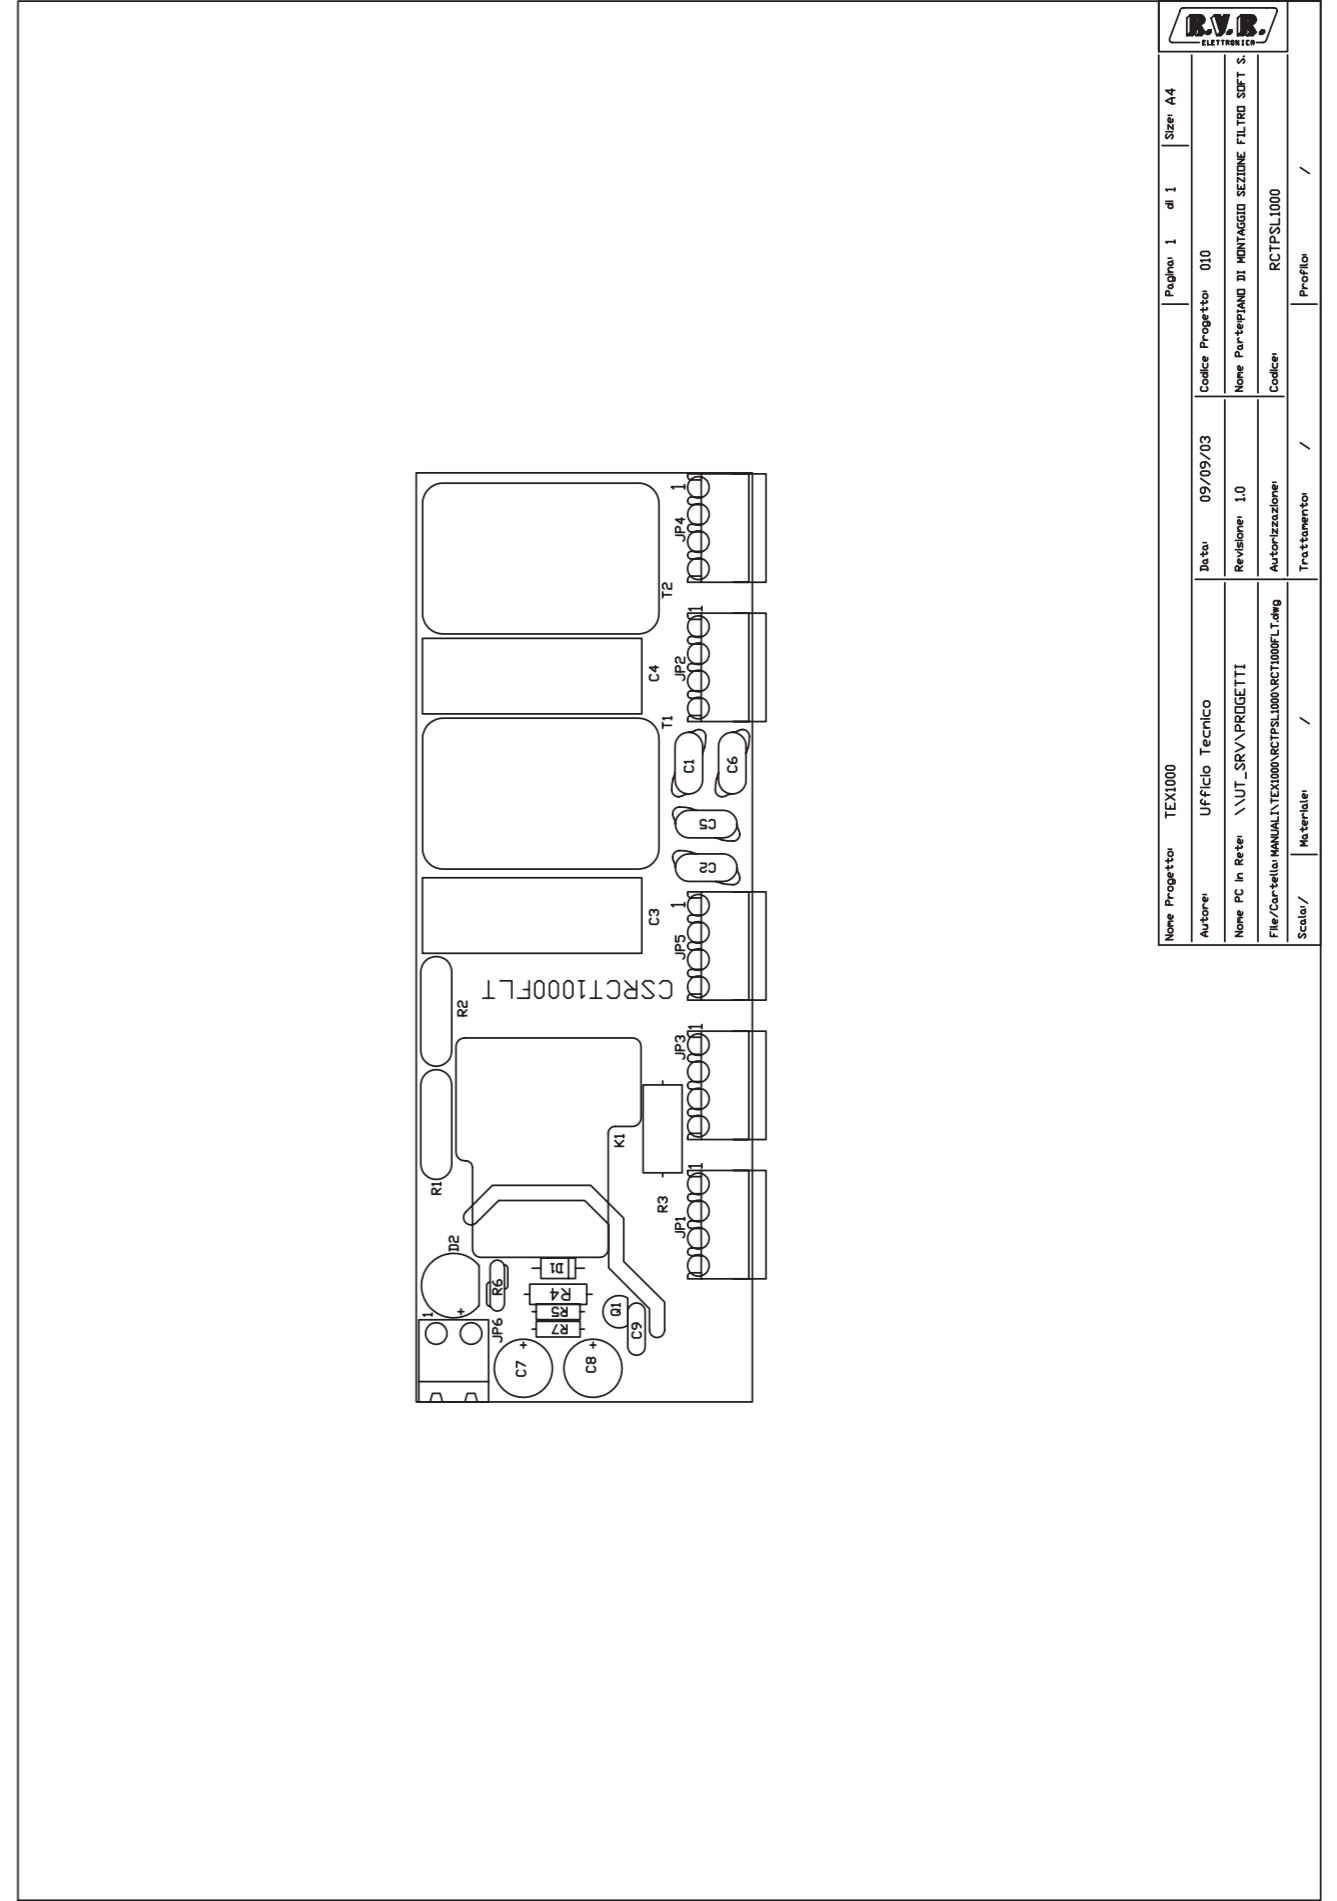 R.V.R.
ELETTRONICA
Nome Progetto: TEX1000
Pagina: 1 di 1
Size: A4
Autore: Ufficio Tecnico
Data: 09/09/03
Codice Progetto: 010
Nome PC in Rete: \\UT_SRV\PROGETTI
Revisione: 1.0
Nome Parte:PIANO DI MONTAGGIO SEZIONE FILTRO SOFT S.
File/Cartella: MANUALI\TEX1000\RCTPSL1000\RCT1000FLT.dwg
Autorizzazione:
Codice: RCTPSL1000
Scala: /
Materiale: /
Trattamento: /
Profilo: /
T2
JP4
1
C4
JP2
1
T1
C1
C6
C5
C2
C3
JP5
1
CSRCT1000FLT
R2
JP3
1
K1
R1
R3
JP1
1
D2
+
D1
R6
R4
R5
R7
Q1
C9
1
JP6
C7
+
C8
+